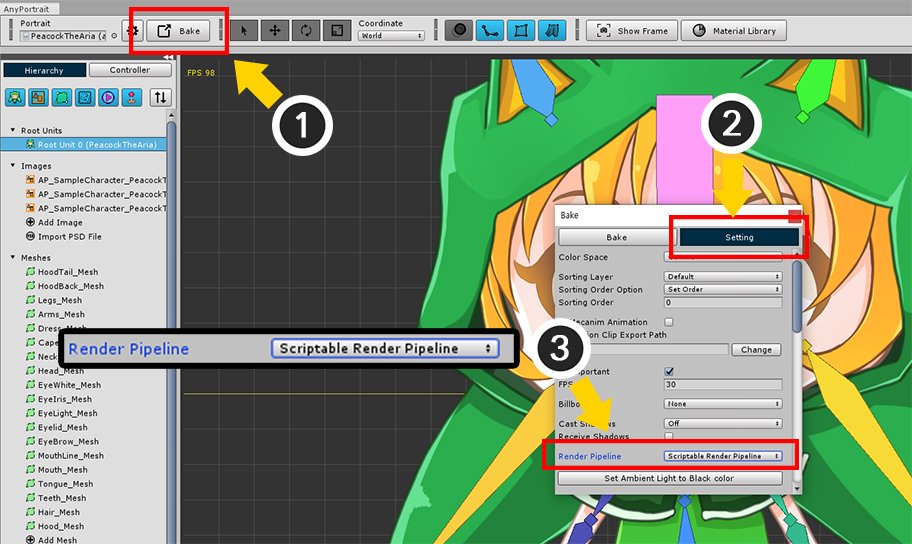 AnyPortrait
Portrait
PeacockTheAria (a
Bake
Coordinate
World
Show Frame
Material Library
Hierarchy
Controller
FPS 98
1
2
Root Units
Root Unit 0 (PeacockTheAria)
Images
AP_SampleCharacter_PeacockT
AP_SampleCharacter_PeacockT
AP_SampleCharacter_PeacockT
Add Image
Import PSD File
Meshes
HoodTail_Mesh
HoodBack_Mesh
Legs_Mesh
Arms_Mesh
Dress_
Cape
Neck
Head_Mesh
EyeWhite_Mesh
EyeIris_Mesh
EyeLight_Mesh
Eyelid_Mesh
EyeBrow_Mesh
MouthLine_Mesh
Mouth_Mesh
Tongue_Mesh
Teeth_Mesh
Hair_Mesh
Hood_Mesh
Add Mesh
Render Pipeline
Scriptable Render Pipeline
3
Bake
Bake
Setting
Color Space
Sorting Layer
Default
Sorting Order Option
Set Order
Sorting Order
0
Mecanim Animation
on Clip Export Path
Change
Important
FPS
30
Billbo
None
Cast Shadows
Off
Receive Shadows
Render Pipeline
Scriptable Render Pipeline
Set Ambient Light to Black color